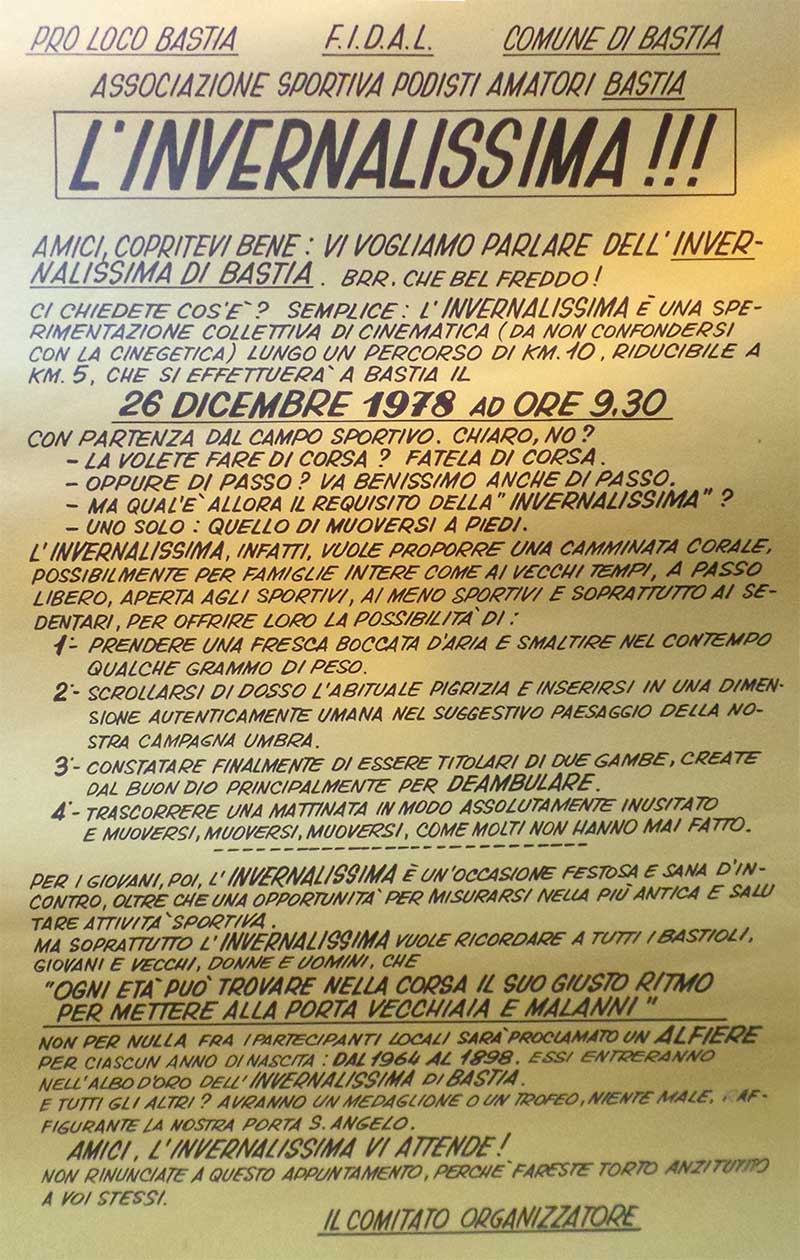 PRO LOCO BASTIA F.I.D.A.L. COMUNE DI BASTIA
ASSOCIAZIONE SPORTIVA PODISTI AMATORI BASTIA
L'INVERNALISSIMA!!!
AMICI, COPRITEVI BENE: VI VOGLIAMO PARLARE DELL'INVER-
NALISSIMA DI BASTIA. BRR. CHE BEL FREDDO!
CI CHIEDETE COS'E`? SEMPLICE: L'INVERNALISSIMA È UNA SPE-
RIMENTAZIONE COLLETTIVA DI CINEMATICA (DA NON CONFONDERSI
CON LA CINEGETICA) LUNGO UN PERCORSO DI KM. 10, RIDUCIBILE A
KM. 5, CHE SI EFFETTUERA` A BASTIA IL
26 DICEMBRE 1978 AD ORE 9,30
CON PARTENZA DAL CAMPO SPORTIVO. CHIARO, NO?
- LA VOLETE FARE DI CORSA? FATELA DI CORSA.
- OPPURE DI PASSO? VA BENISSIMO ANCHE DI PASSO.
- MA QUAL'E` ALLORA IL REQUISITO DELLA "INVERNALISSIMA"?
- UNO SOLO: QUELLO DI MUOVERSI A PIEDI.
L'INVERNALISSIMA, INFATTI, VUOLE PROPORRE UNA CAMMINATA CORALE,
POSSIBILMENTE PER FAMIGLIE INTERE COME AI VECCHI TEMPI, A PASSO
LIBERO, APERTA AGLI SPORTIVI, AI MENO SPORTIVI E SOPRATTUTTO AI SE-
DENTARI, PER OFFRIRE LORO LA POSSIBILITA` DI:
1°- PRENDERE UNA FRESCA BOCCATA D'ARIA E SMALTIRE NEL CONTEMPO
QUALCHE GRAMMO DI PESO.
2°- SCROLLARSI DI DOSSO L'ABITUALE PIGRIZIA E INSERIRSI IN UNA DIMEN-
SIONE AUTENTICAMENTE UMANA NEL SUGGESTIVO PAESAGGIO DELLA NO-
STRA CAMPAGNA UMBRA.
3°- CONSTATARE FINALMENTE DI ESSERE TITOLARI DI DUE GAMBE, CREATE
DAL BUON DIO PRINCIPALMENTE PER DEAMBULARE.
4°- TRASCORRERE UNA MATTINATA IN MODO ASSOLUTAMENTE INUSITATO
E MUOVERSI, MUOVERSI, MUOVERSI, COME MOLTI NON HANNO MAI FATTO.
PER I GIOVANI, POI, L'INVERNALISSIMA È UN'OCCASIONE FESTOSA E SANA D'IN-
CONTRO, OLTRE CHE UNA OPPORTUNITA` PER MISURARSI NELLA PIÙ ANTICA E SALU
TARE ATTIVITA` SPORTIVA.
MA SOPRATTUTTO L'INVERNALISSIMA VUOLE RICORDARE A TUTTI I BASTIOLI,
GIOVANI E VECCHI, DONNE E UOMINI, CHE
"OGNI ETA` PUO` TROVARE NELLA CORSA IL SUO GIUSTO RITMO
PER METTERE ALLA PORTA VECCHIAIA E MALANNI"
NON PER NULLA FRA I PARTECIPANTI LOCALI SARA` PROCLAMATO UN ALFIERE
PER CIASCUN ANNO DI NASCITA: DAL 1964 AL 1898. ESSI ENTRERANNO
NELL'ALBO D'ORO DELL'INVERNALISSIMA DI BASTIA.
E TUTTI GLI ALTRI? AVRANNO UN MEDAGLIONE O UN TROFEO, NIENTE MALE, AF-
FIGURANTE LA NOSTRA PORTA S. ANGELO.
AMICI, L'INVERNALISSIMA VI ATTENDE!
NON RINUNCIATE A QUESTO APPUNTAMENTO, PERCHE` FARESTE TORTO ANZITUTTO
A VOI STESSI.
IL COMITATO ORGANIZZATORE